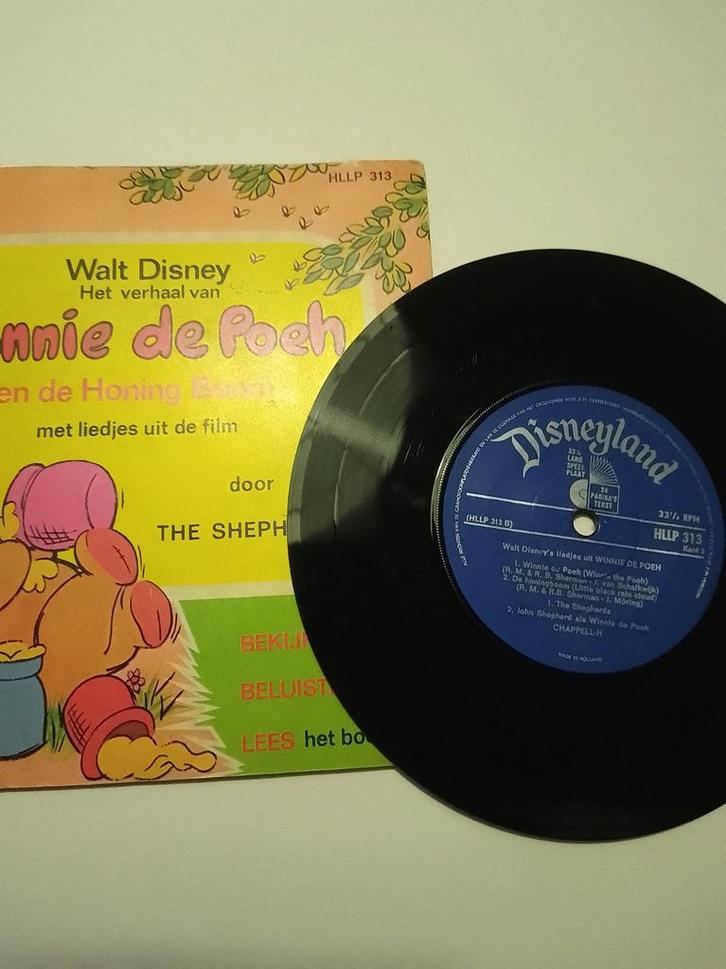 HLLP 313
Walt Disney
Het verhaal van
innie de Poeh
en de Honing
met liedjes uit de film
door
THE SHEPH
BEKIJK
BELUIST
LEES het bo
Disneyland
33⅓
LANG
SPEEL
PLAAT
24
PAGINA'S
TEKST
33⅓ RPM
(HLLP 313 B)
HLLP 313
Kant 2
Walt Disney's liedjes uit WINNIE DE POEH
1. Winnie de Poeh (Winnie the Pooh)
(R. M. & R. B. Sherman - J. van Schalkwijk)
2. De honingboom (Little black rain cloud)
(R. M. & R.B. Sherman - J. Möring)
1. The Shepherds
2. John Shepherd als Winnie de Poeh
CHAPPELL-H
MADE IN HOLLAND